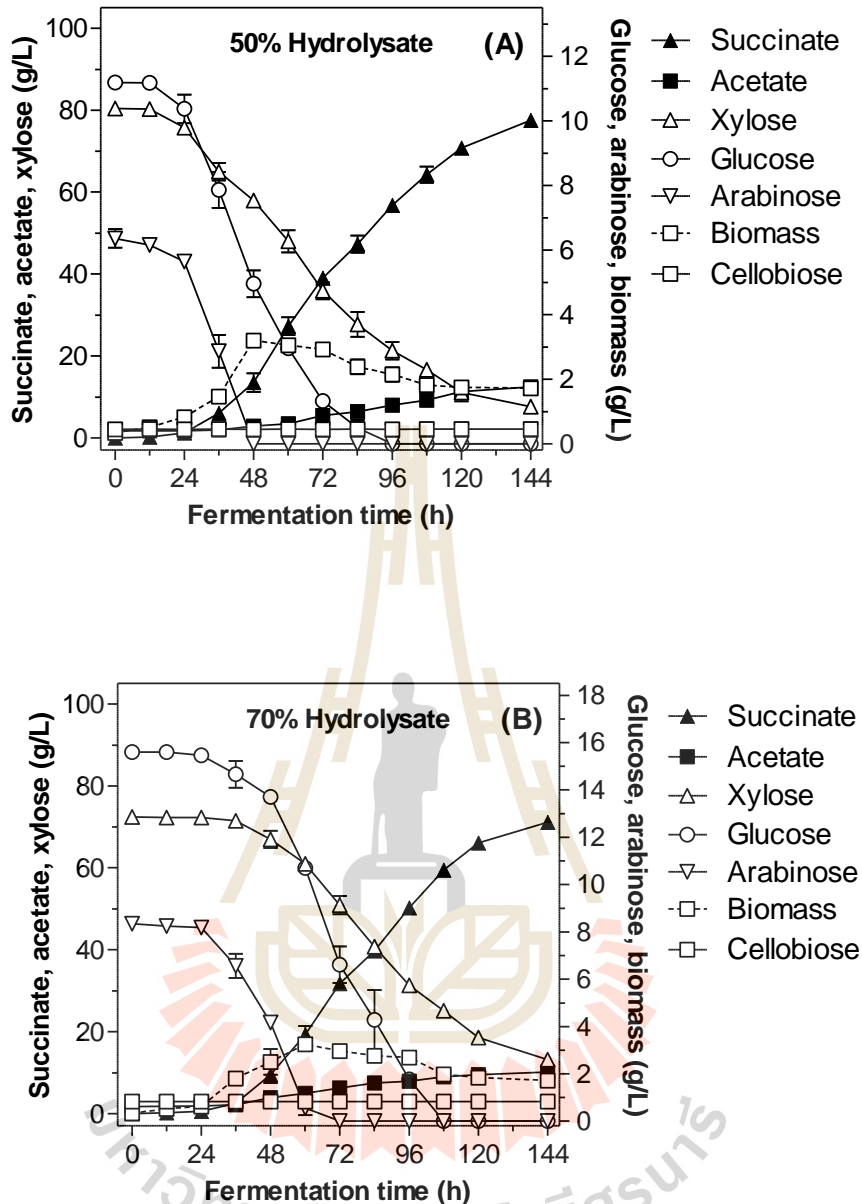 50% Hydrolysate (A)
Succinate, acetate, xylose (g/L)
100
80
60
40
20
0
Glucose, arabinose, biomass (g/L)
12
10
8
6
4
2
0
0 24 48 72 96 120 144
Fermentation time (h)
Succinate
Acetate
Xylose
Glucose
Arabinose
Biomass
Cellobiose
70% Hydrolysate (B)
Succinate, acetate, xylose (g/L)
100
80
60
40
20
0
Glucose, arabinose, biomass (g/L)
18
16
14
12
10
8
6
4
2
0
0 24 48 72 96 120 144
Fermentation time (h)
Succinate
Acetate
Xylose
Glucose
Arabinose
Biomass
Cellobiose